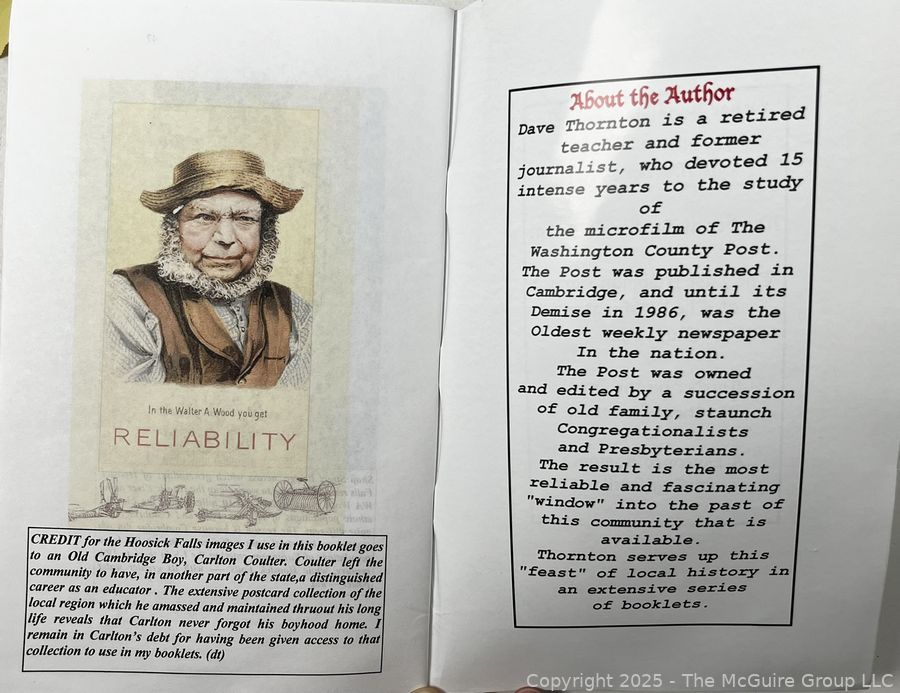 In the Walter A. Wood you get
RELIABILITY
CREDIT for the Hoosick Falls images I use in this booklet goes
to an Old Cambridge Boy, Carlton Coulter. Coulter left the
community to have, in another part of the state,a distinguished
career as an educator . The extensive postcard collection of the
local region which he amassed and maintained thruout his long
life reveals that Carlton never forgot his boyhood home. I
remain in Carlton's debt for having been given access to that
collection to use in my booklets. (dt)
About the Author
Dave Thornton is a retired
teacher and former
journalist, who devoted 15
intense years to the study
of
the microfilm of The
Washington County Post.
The Post was published in
Cambridge, and until its
Demise in 1986, was the
Oldest weekly newspaper
In the nation.
The Post was owned
and edited by a succession
of old family, staunch
Congregationalists
and Presbyterians.
The result is the most
reliable and fascinating
"window" into the past of
this community that is
available.
Thornton serves up this
"feast" of local history in
an extensive series
of booklets.
Copyright 2025 - The McGuire Group LLC